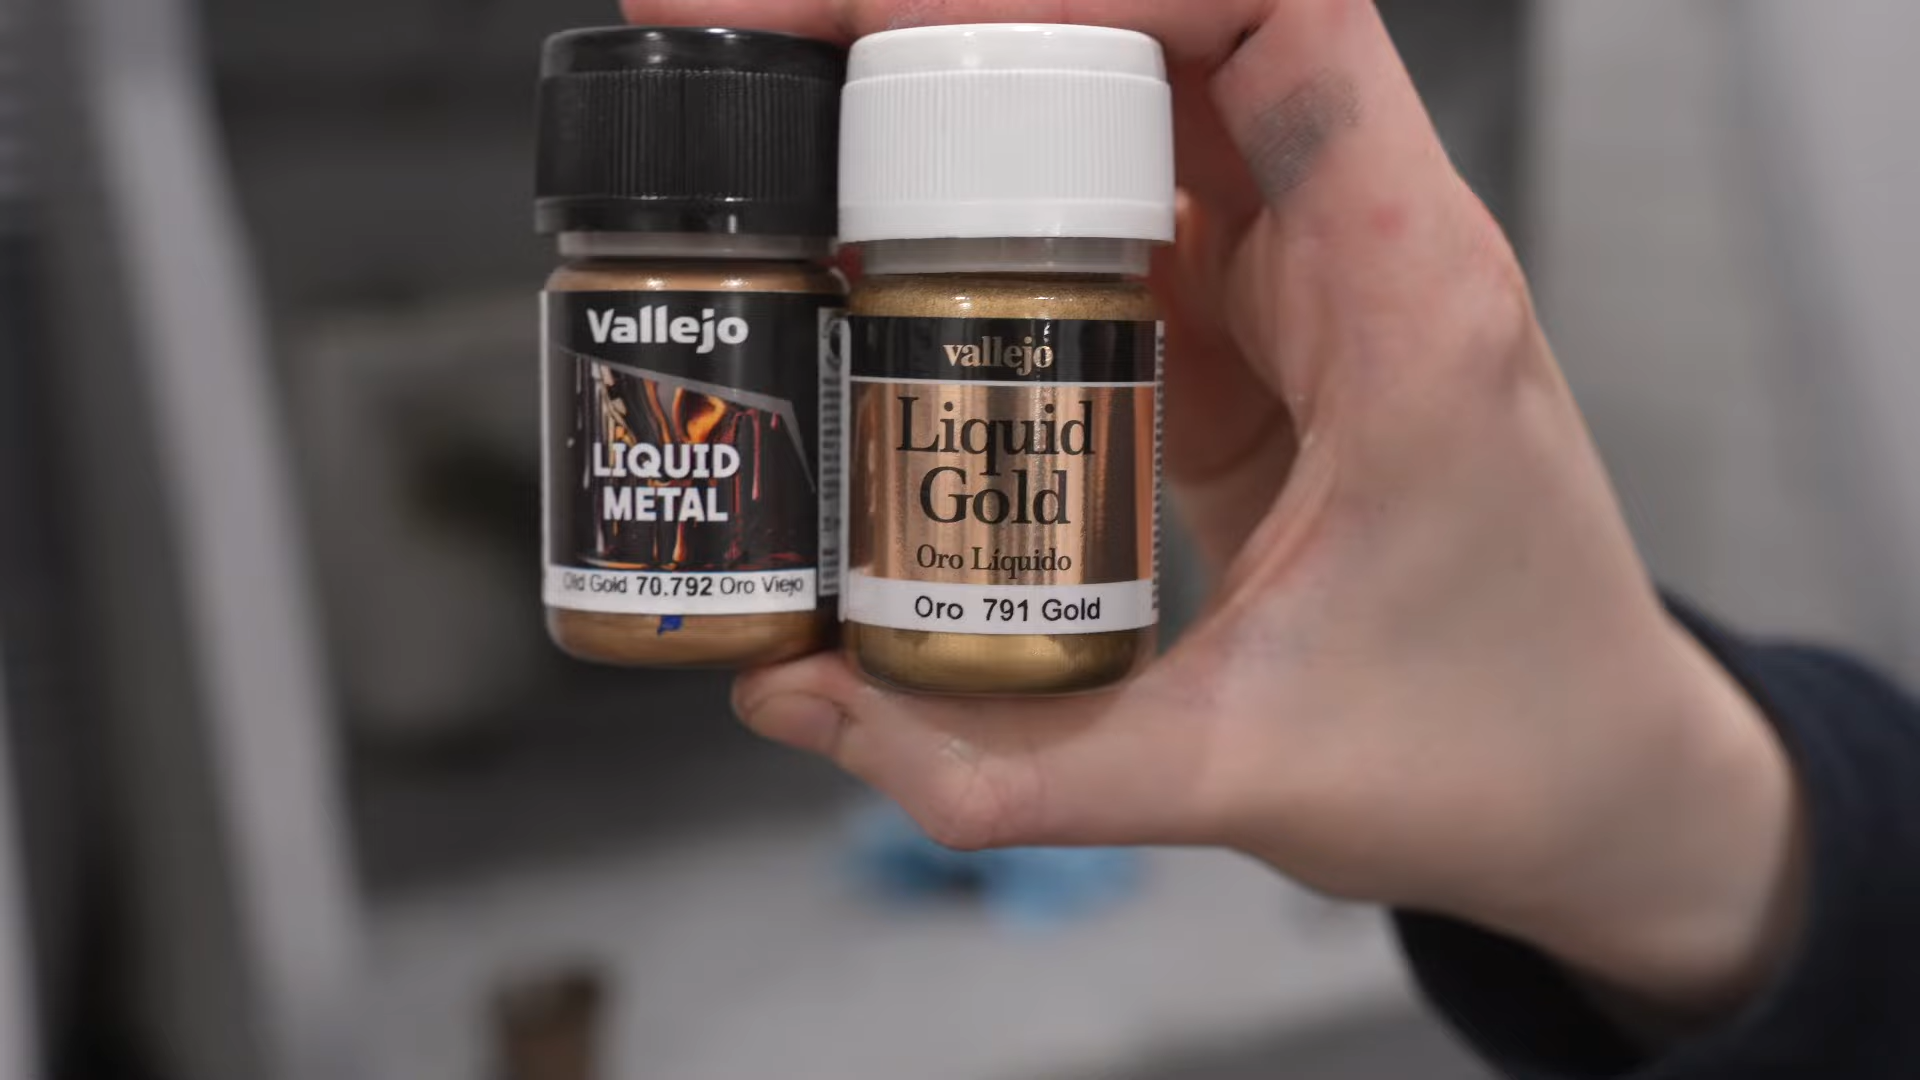 Vallejo
LIQUID
METAL
Old Gold 70.792 Oro Viejo
vallejo
Liquid
Gold
Oro Líquido
Oro 791 Gold